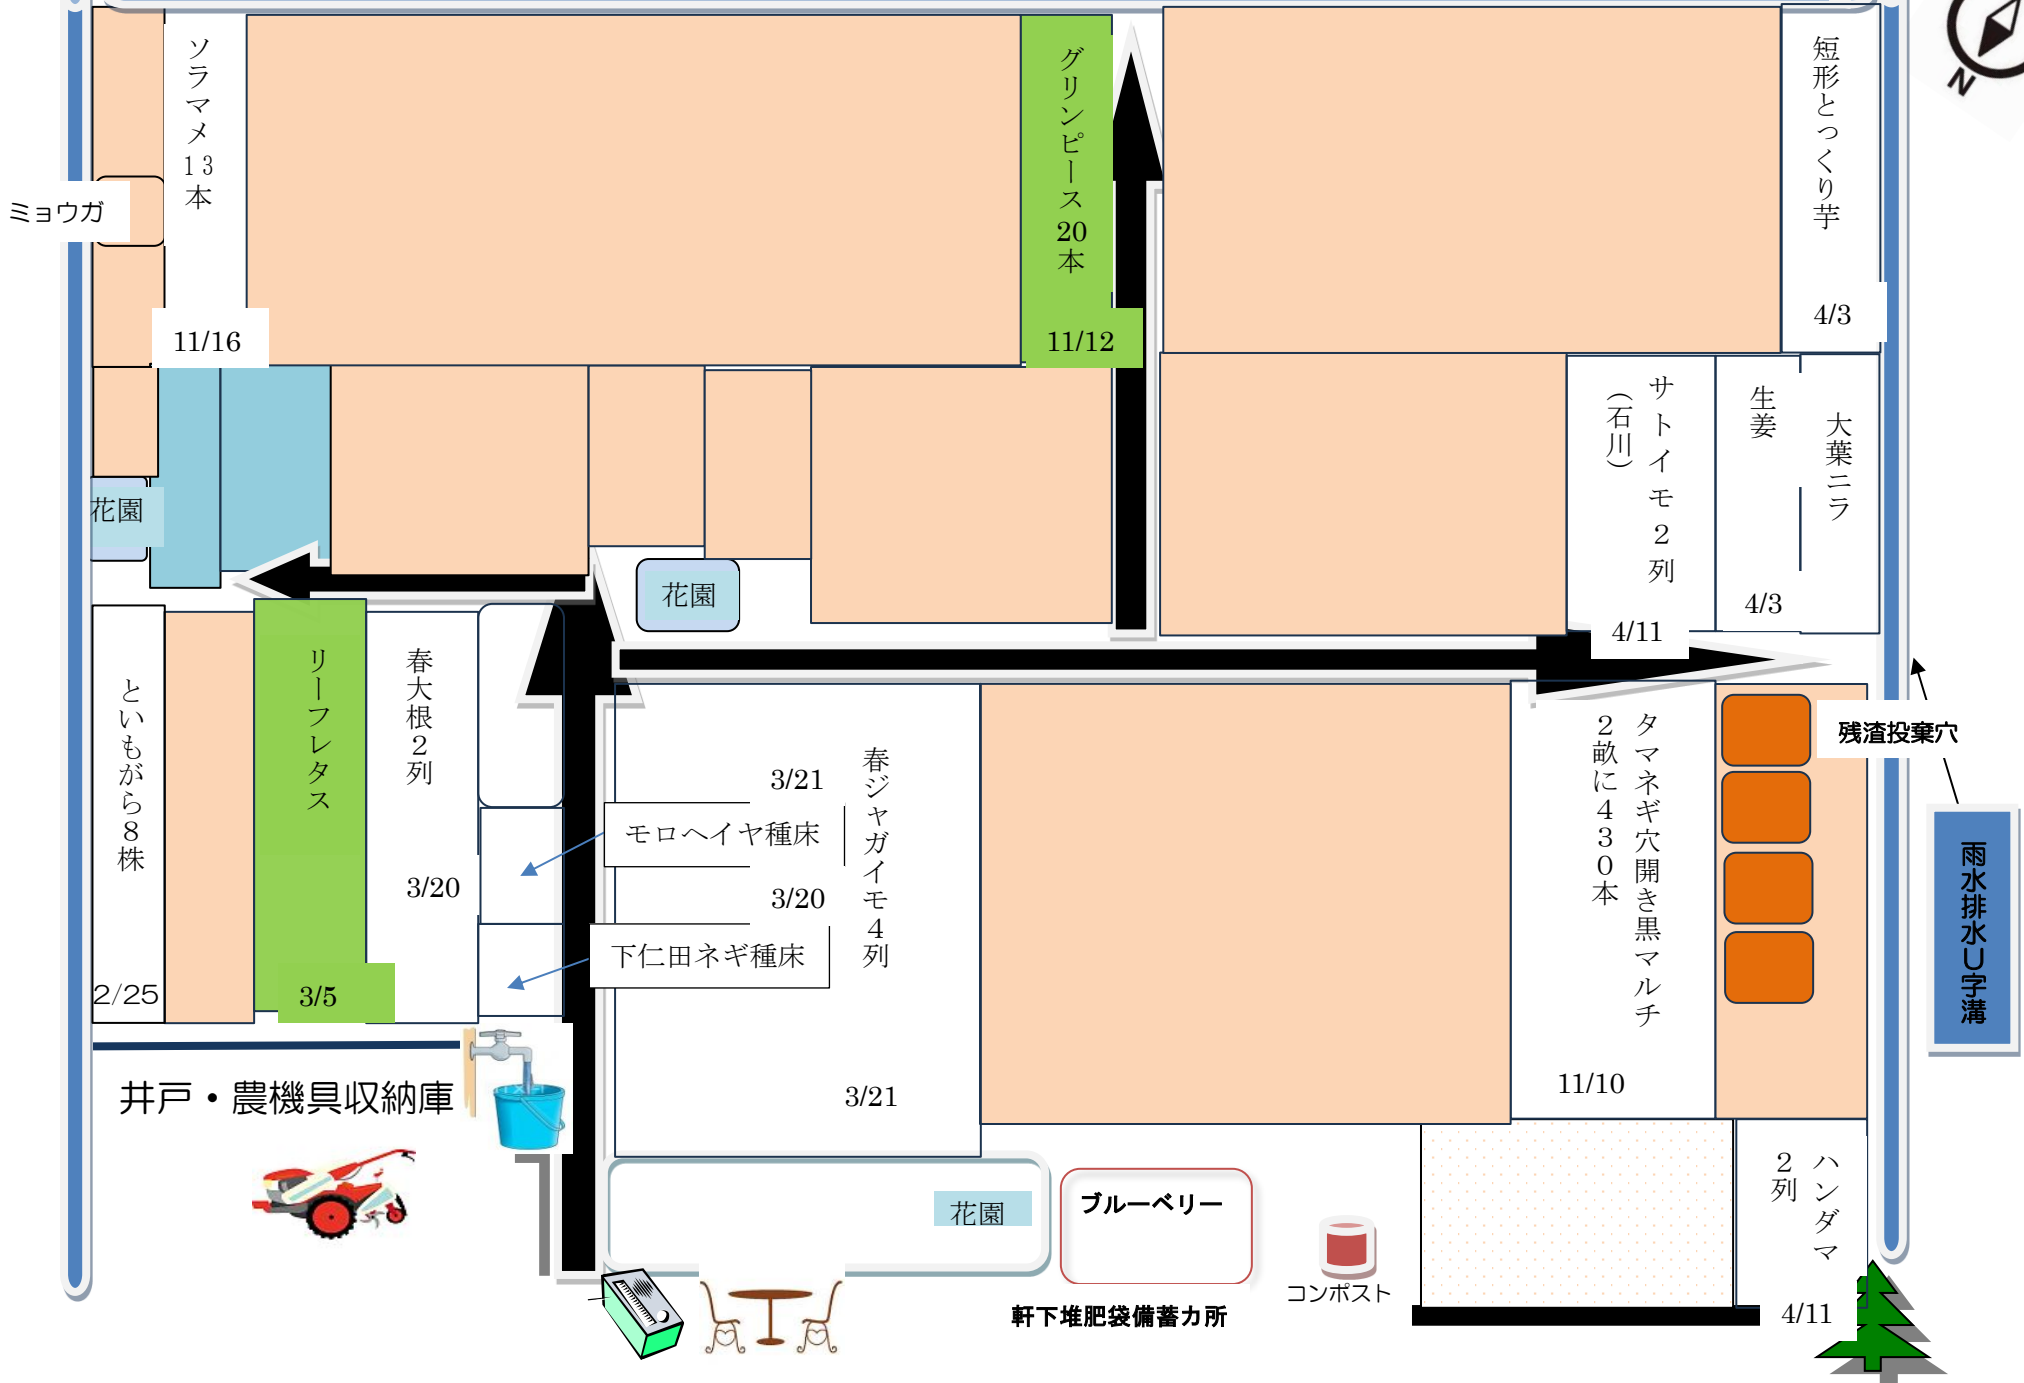 ソラマメ13本
11/16
ミョウガ
グリンピース20本
11/12
短形とっくり芋
4/3
N
サトイモ2列
（石川）
4/11
生姜
4/3
大葉ニラ
花園
花園
といもがら8株
2/25
リーフレタス
3/5
春大根2列
3/20
3/21
モロヘイヤ種床
3/20
下仁田ネギ種床
春ジャガイモ4列
3/21
タマネギ穴開き黒マルチ
2畝に430本
11/10
残渣投棄穴
雨水排水U字溝
井戸・農機具収納庫
花園
ブルーベリー
軒下堆肥袋備蓄カ所
コンポスト
ハンダマ
2列
4/11